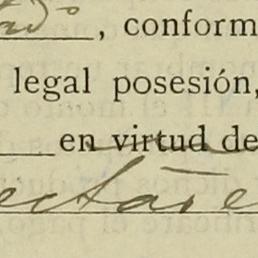 , conform
legal posesión,
en virtud de